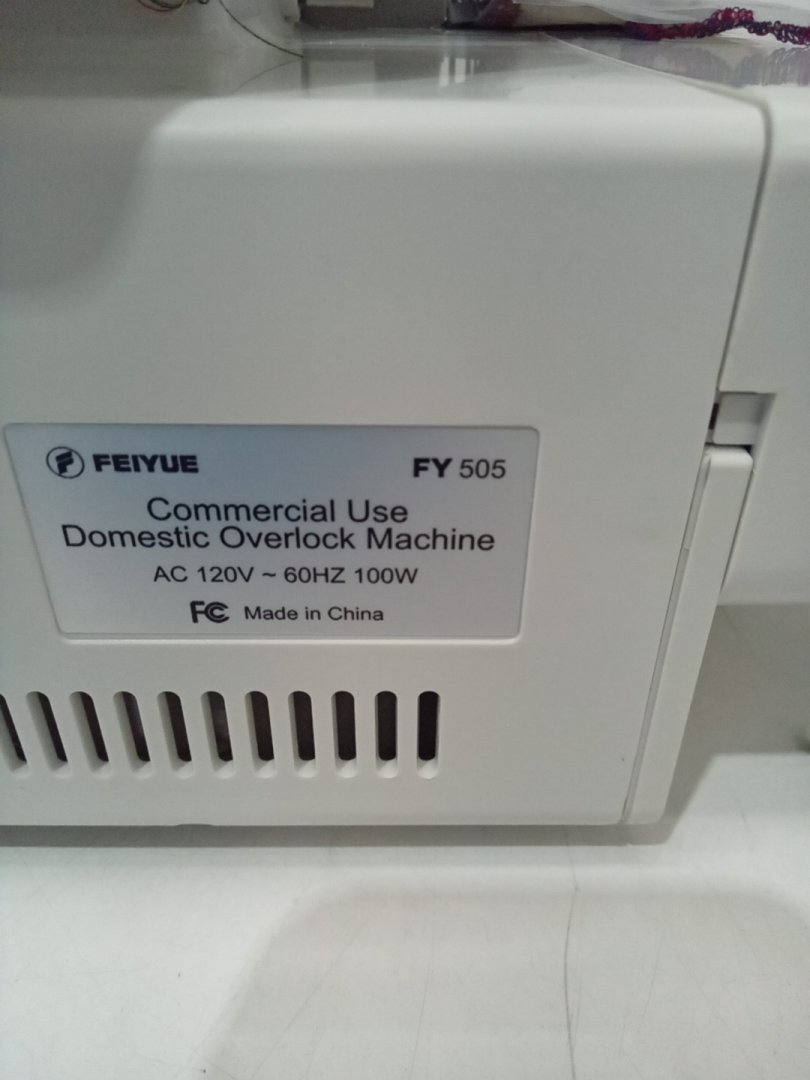 FEIYUE FY 505
Commercial Use
Domestic Overlock Machine
AC 120V ~ 60HZ 100W
FC Made in China